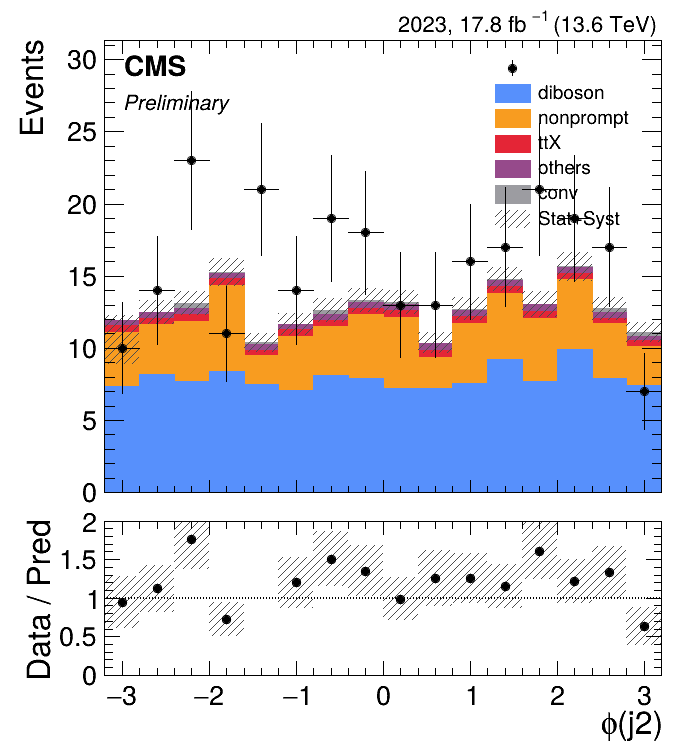 2023, 17.8 fb⁻¹ (13.6 TeV)
CMS
Preliminary
Events
30
25
20
15
10
5
0
diboson
nonprompt
ttX
others
conv
Stat+Syst
Data / Pred
2
1.5
1
0.5
0
−3 −2 −1 0 1 2 3
ϕ(j2)